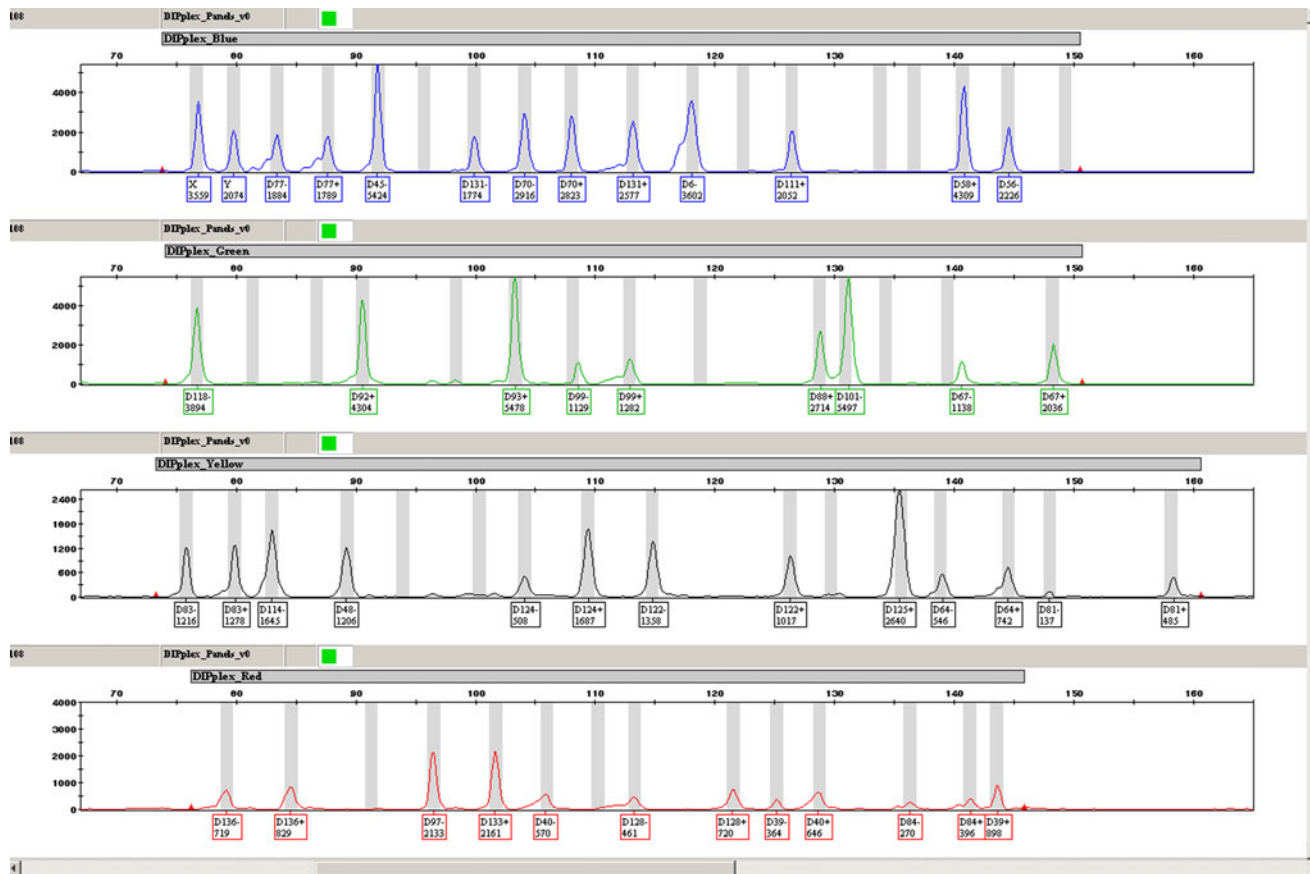 108 DIPplex_Panels_v0
DIPplex_Blue
70 80 90 100 110 120 130 140 150 160
4000
2000
0
X Y D77- D77+ D45- D131- D70- D70+ D131+ D6- D111+ D58+ D56-
3559 2074 1884 1789 5424 1774 2916 2823 2577 3602 2052 4309 2226
108 DIPplex_Panels_v0
DIPplex_Green
70 80 90 100 110 120 130 140 150 160
4000
2000
0
D118- D92+ D93+ D99- D99+ D88+ D101- D67- D67+
3894 4304 5478 1129 1282 2714 5497 1138 2036
108 DIPplex_Panels_v0
DIPplex_Yellow
70 80 90 100 110 120 130 140 150 160
2400
1800
1200
600
0
D83- D83+ D114- D48- D124- D124+ D122- D122+ D125+ D64- D64+ D81- D81+
1216 1278 1645 1206 508 1687 1358 1017 2640 546 742 137 485
108 DIPplex_Panels_v0
DIPplex_Red
70 80 90 100 110 120 130 140 150 160
4000
3000
2000
1000
0
D136- D136+ D97- D133+ D40- D128- D128+ D39- D40+ D84- D84+ D39+
719 829 2133 2161 570 461 720 364 646 270 396 898